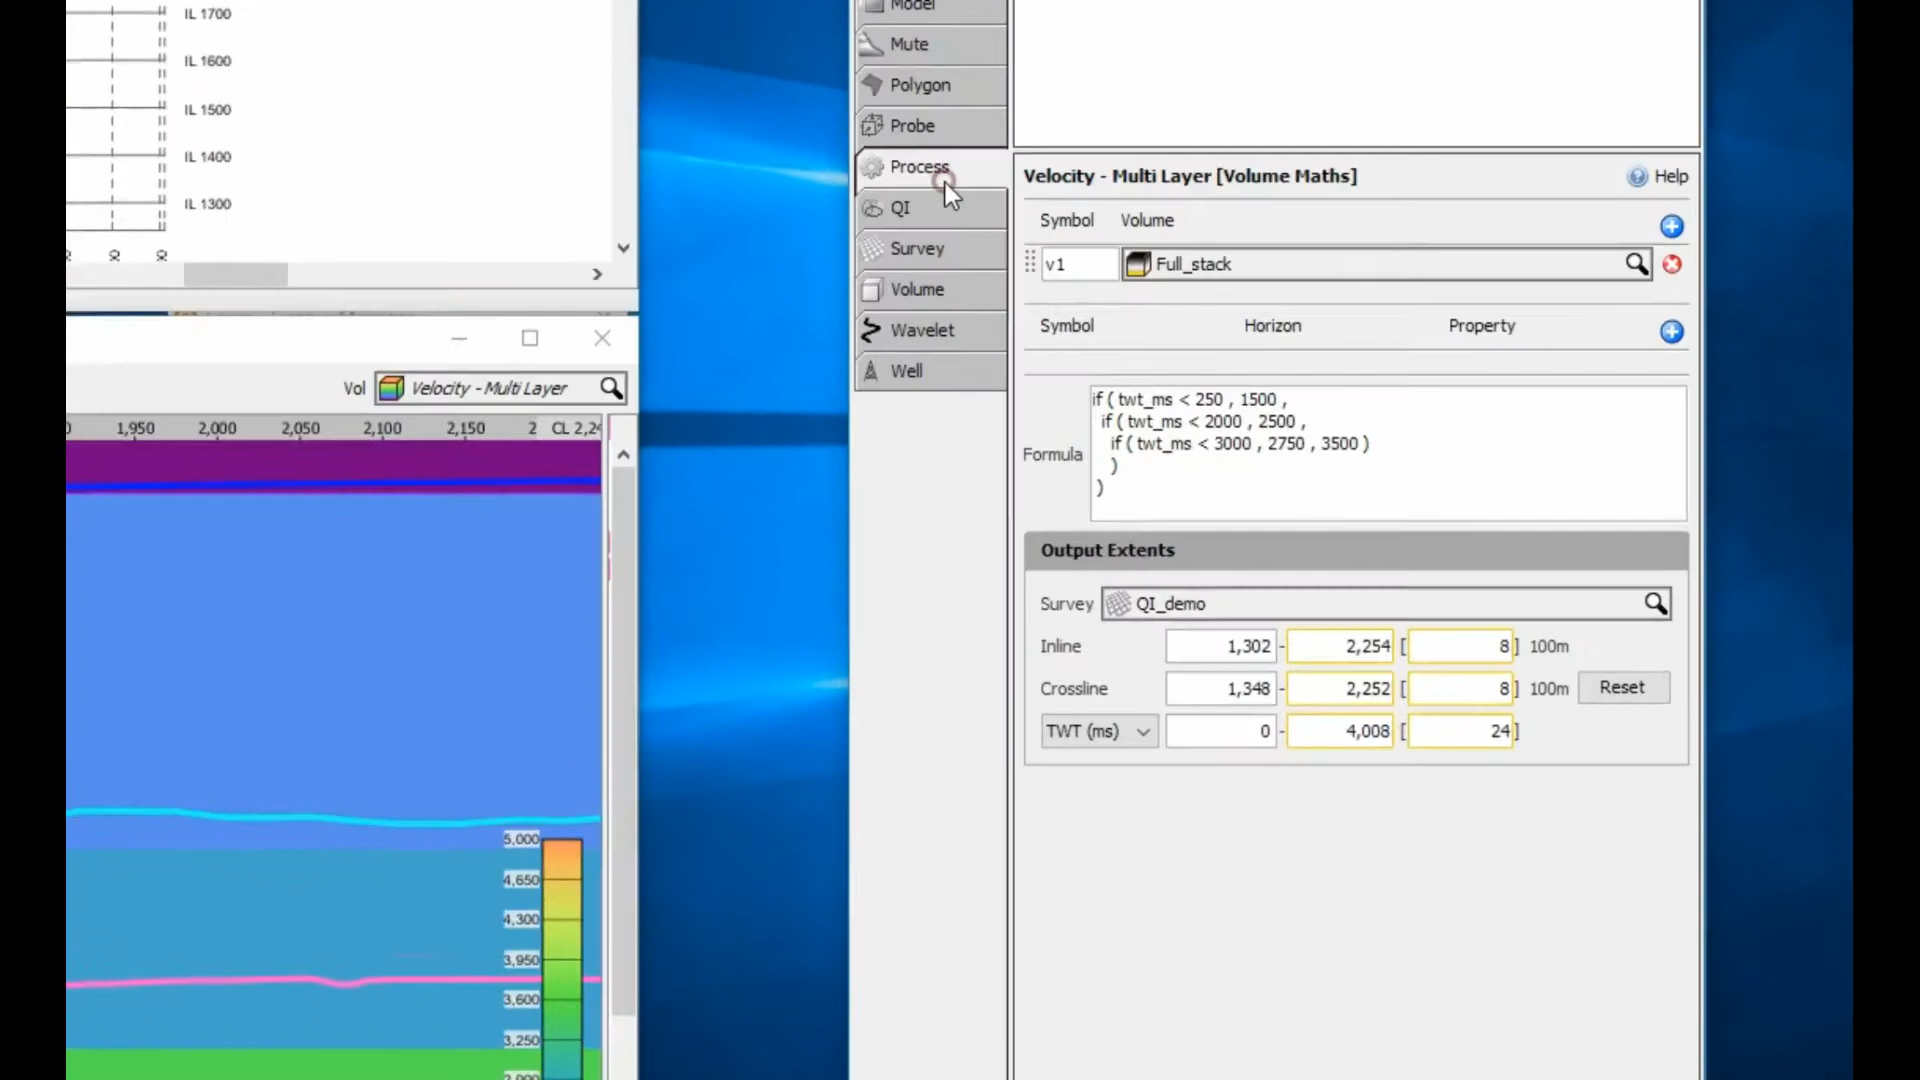 IL 1700
IL 1600
IL 1500
IL 1400
IL 1300
Vol Velocity - Multi Layer
1,950 2,000 2,050 2,100 2,150 2 CL 2,24
5,000
4,650
4,300
3,950
3,600
3,250
Model
Mute
Polygon
Probe
Process
QI
Survey
Volume
Wavelet
Well
Velocity - Multi Layer [Volume Maths] Help
Symbol Volume
v1 Full_stack
Symbol Horizon Property
Formula
if ( twt_ms < 250 , 1500 ,
if ( twt_ms < 2000 , 2500 ,
if ( twt_ms < 3000 , 2750 , 3500 )
)
)
Output Extents
Survey QI_demo
Inline 1,302 - 2,254 [ 8 ] 100m
Crossline 1,348 - 2,252 [ 8 ] 100m Reset
TWT (ms) 0 - 4,008 [ 24 ]